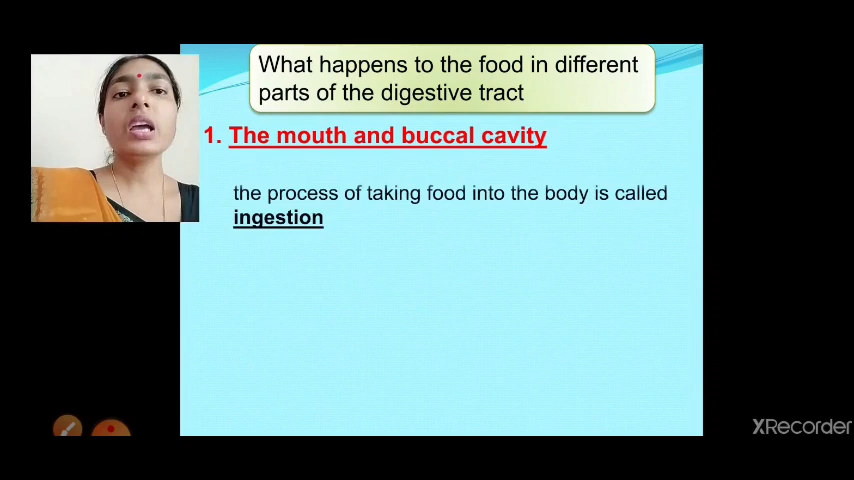 What happens to the food in different
parts of the digestive tract
1. The mouth and buccal cavity
the process of taking food into the body is called
ingestion
XRecorder